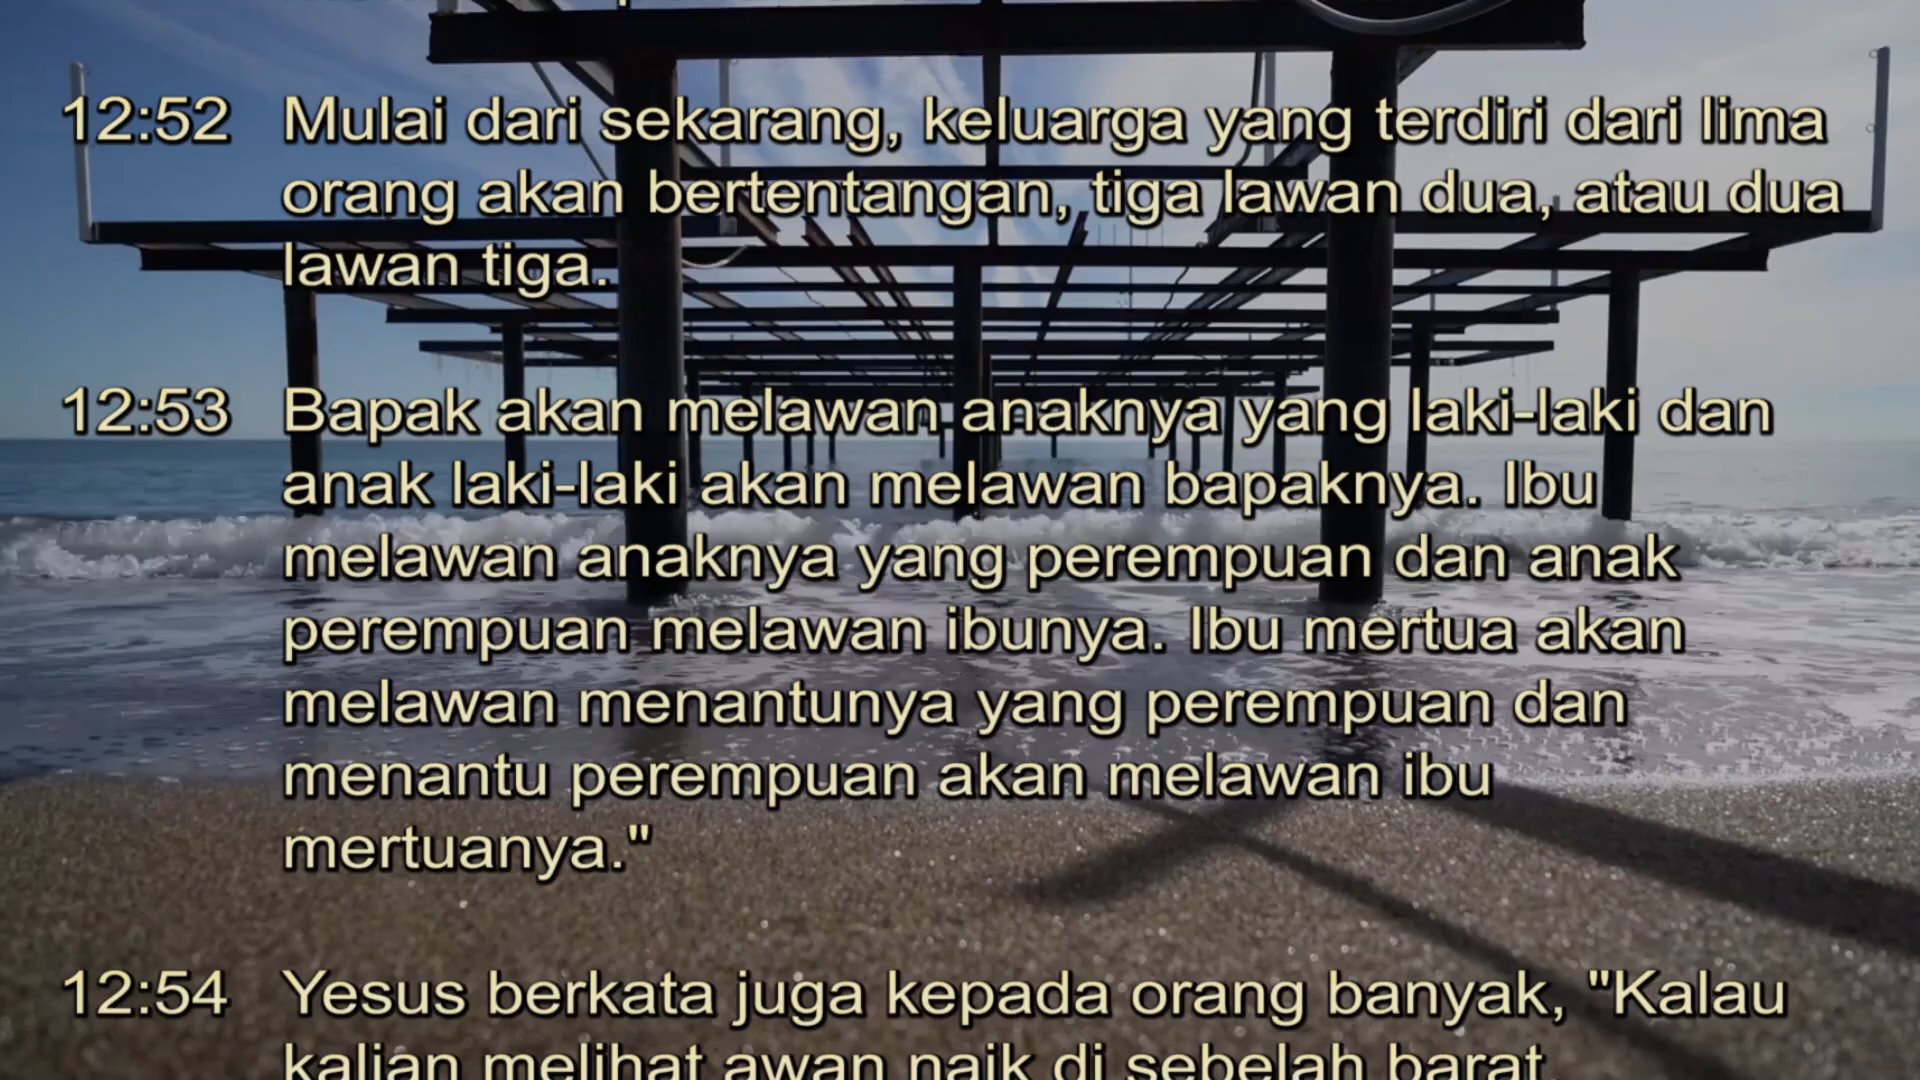 12:52 Mulai dari sekarang, keluarga yang terdiri dari lima
orang akan bertentangan, tiga lawan dua, atau dua
lawan tiga.
12:53 Bapak akan melawan anaknya yang laki-laki dan
anak laki-laki akan melawan bapaknya. Ibu
melawan anaknya yang perempuan dan anak
perempuan melawan ibunya. Ibu mertua akan
melawan menantunya yang perempuan dan
menantu perempuan akan melawan ibu
mertuanya."
12:54 Yesus berkata juga kepada orang banyak, "Kalau
kalian melihat awan naik di sebelah barat,